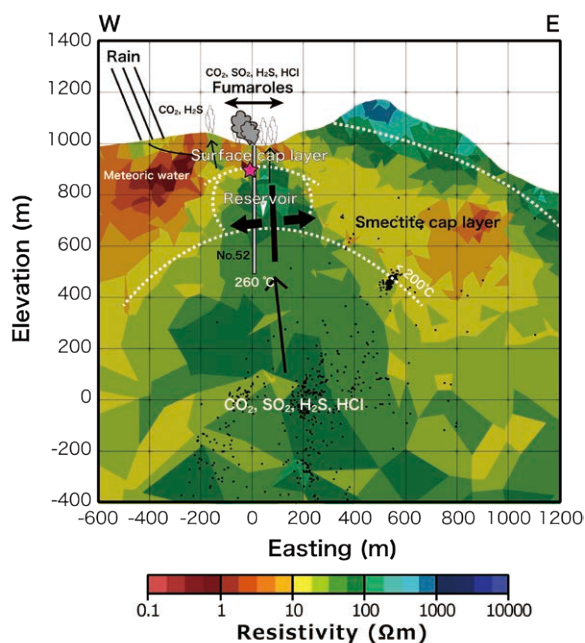 W
E
1400
1200
1000
800
600
400
200
0
-200
-400
Elevation (m)
Rain
CO₂, H₂S
CO₂, SO₂, H₂S, HCl
Fumaroles
Surface cap layer
Meteoric water
Reservoir
Smectite cap layer
No.52
260℃
≤ 200℃
CO₂, SO₂, H₂S, HCl
-600 -400 -200 0 200 400 600 800 1000 1200
Easting (m)
0.1 1 10 100 1000 10000
Resistivity (Ωm)